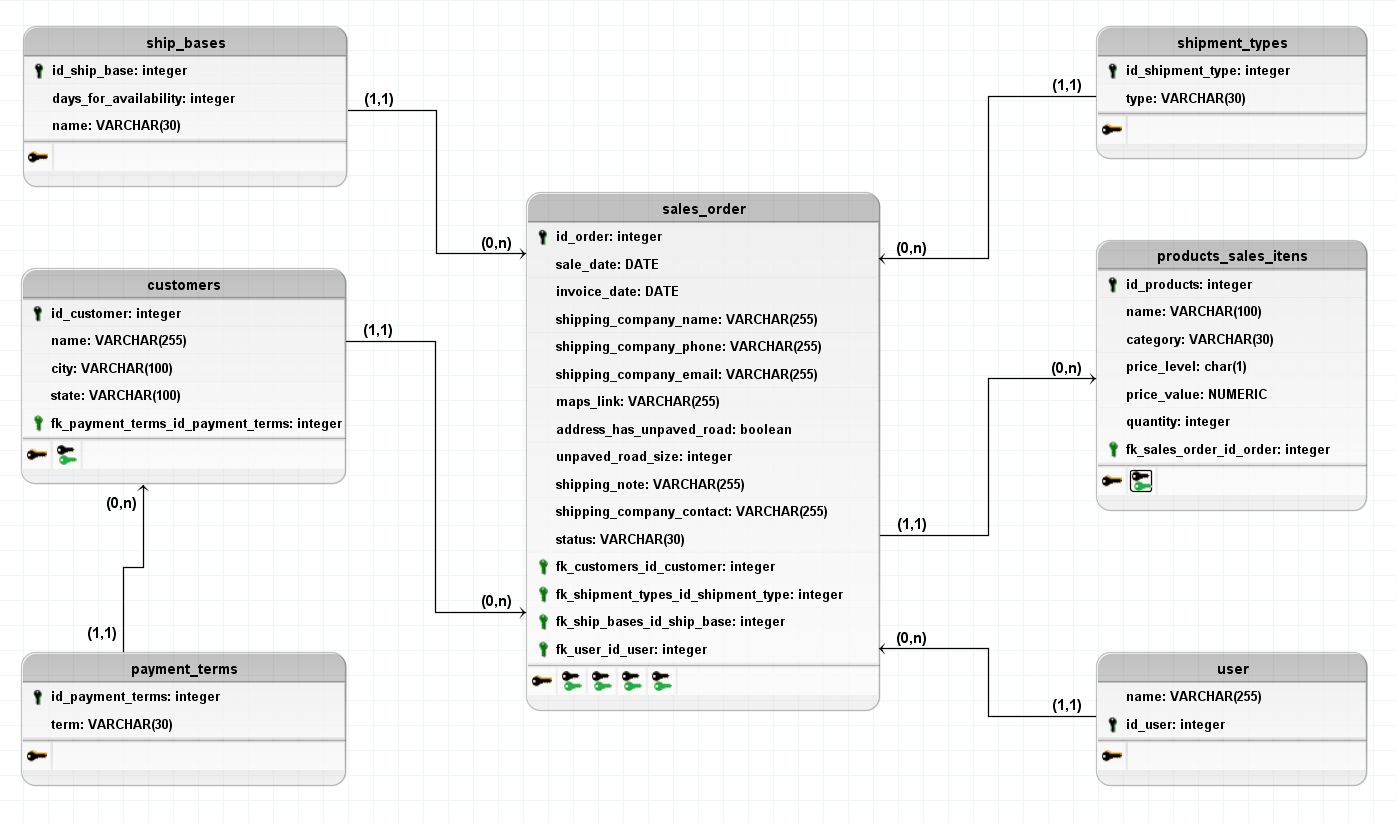 ship_bases
id_ship_base: integer
days_for_availability: integer
name: VARCHAR(30)
(1,1)
(0,n)
shipment_types
id_shipment_type: integer
type: VARCHAR(30)
(1,1)
(0,n)
customers
id_customer: integer
name: VARCHAR(255)
city: VARCHAR(100)
state: VARCHAR(100)
fk_payment_terms_id_payment_terms: integer
(1,1)
(0,n)
(0,n)
(1,1)
payment_terms
id_payment_terms: integer
term: VARCHAR(30)
sales_order
id_order: integer
sale_date: DATE
invoice_date: DATE
shipping_company_name: VARCHAR(255)
shipping_company_phone: VARCHAR(255)
shipping_company_email: VARCHAR(255)
maps_link: VARCHAR(255)
address_has_unpaved_road: boolean
unpaved_road_size: integer
shipping_note: VARCHAR(255)
shipping_company_contact: VARCHAR(255)
status: VARCHAR(30)
fk_customers_id_customer: integer
fk_shipment_types_id_shipment_type: integer
fk_ship_bases_id_ship_base: integer
fk_user_id_user: integer
products_sales_itens
id_products: integer
name: VARCHAR(100)
category: VARCHAR(30)
price_level: char(1)
price_value: NUMERIC
quantity: integer
fk_sales_order_id_order: integer
(0,n)
(1,1)
(0,n)
(1,1)
user
name: VARCHAR(255)
id_user: integer